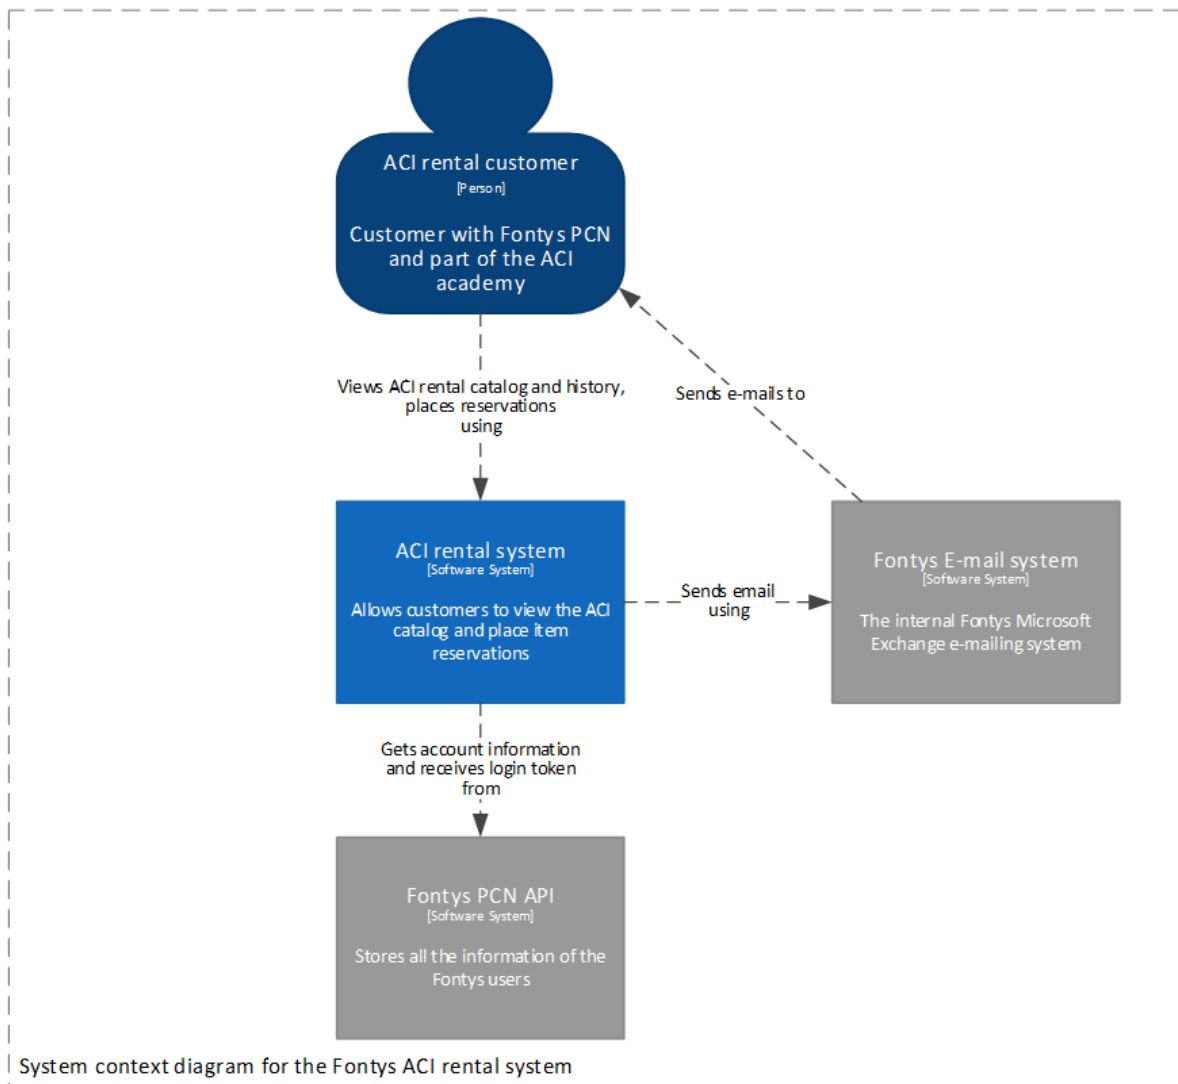 ACI rental customer
[Person]
Customer with Fontys PCN
and part of the ACI
academy
Views ACI rental catalog and history,
places reservations
using
Sends e-mails to
ACI rental system
[Software System]
Allows customers to view the ACI
catalog and place item
reservations
Sends email
using
Fontys E-mail system
[Software System]
The internal Fontys Microsoft
Exchange e-mailing system
Gets account information
and receives login token
from
Fontys PCN API
[Software System]
Stores all the information of the
Fontys users
System context diagram for the Fontys ACI rental system